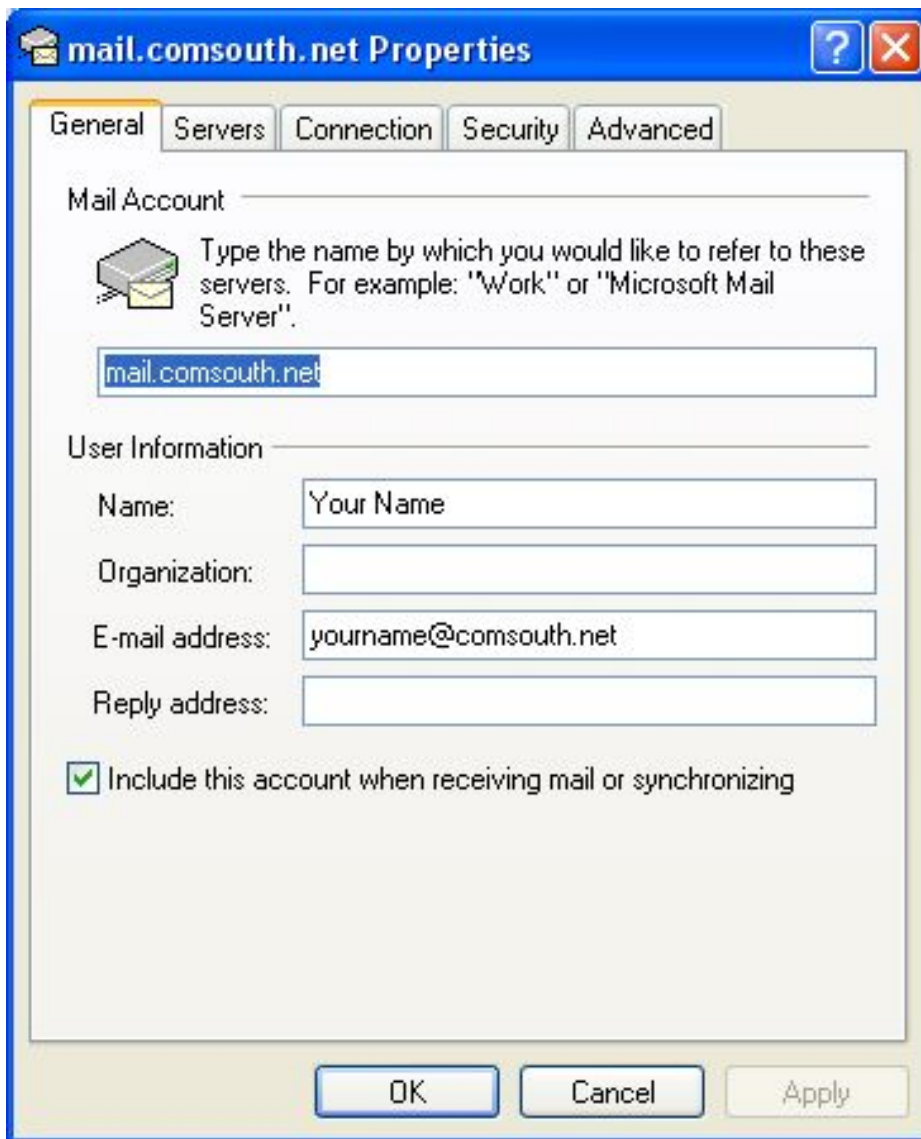 mail.comsouth.net Properties
General Servers Connection Security Advanced
Mail Account
Type the name by which you would like to refer to these
servers. For example: "Work" or "Microsoft Mail
Server".
mail.comsouth.net
User Information
Name: Your Name
Organization:
E-mail address: yourname@comsouth.net
Reply address:
Include this account when receiving mail or synchronizing
OK Cancel Apply